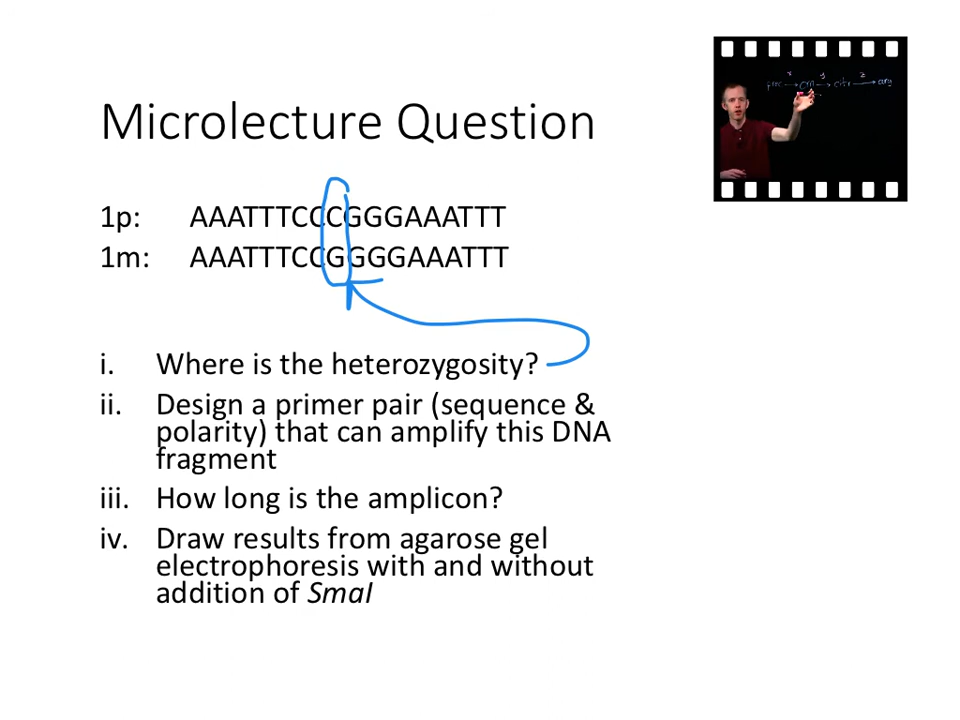 Microlecture Question
1p: AAATTTCCCGGGAAATTT
1m: AAATTTCCGGGGAAATTT
i. Where is the heterozygosity?
ii. Design a primer pair (sequence &
polarity) that can amplify this DNA
fragment
iii. How long is the amplicon?
iv. Draw results from agarose gel
electrophoresis with and without
addition of SmaI